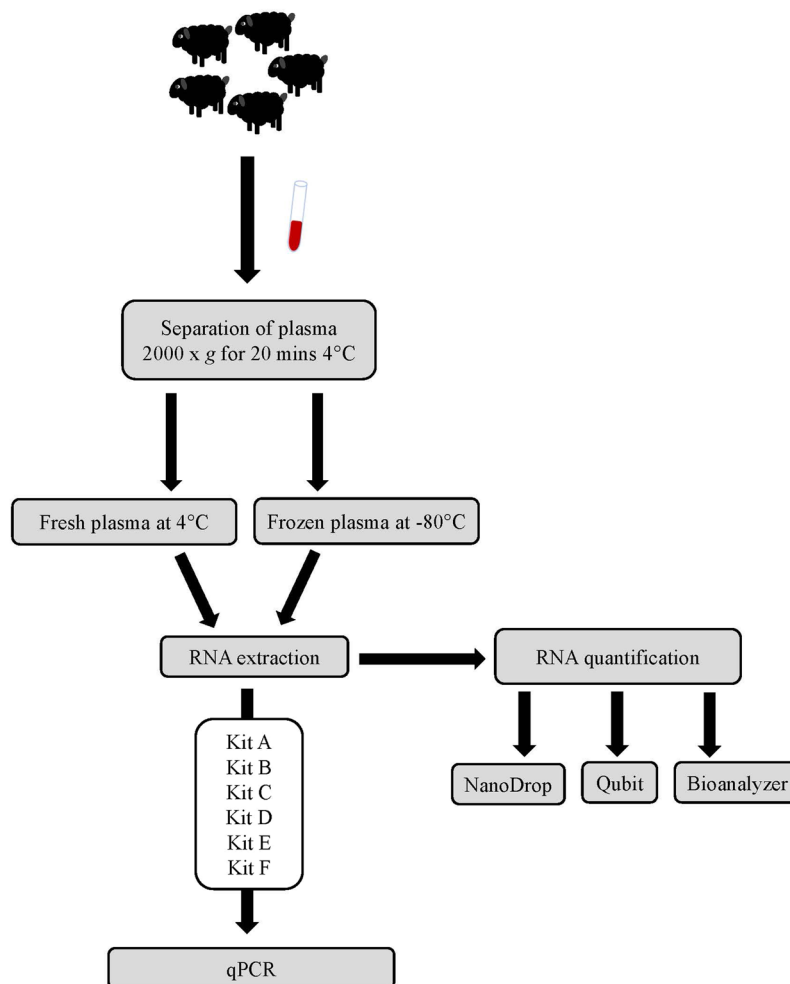 Separation of plasma
2000 x g for 20 mins 4°C
Fresh plasma at 4°C
Frozen plasma at -80°C
RNA extraction
RNA quantification
Kit A
Kit B
Kit C
Kit D
Kit E
Kit F
NanoDrop
Qubit
Bioanalyzer
qPCR